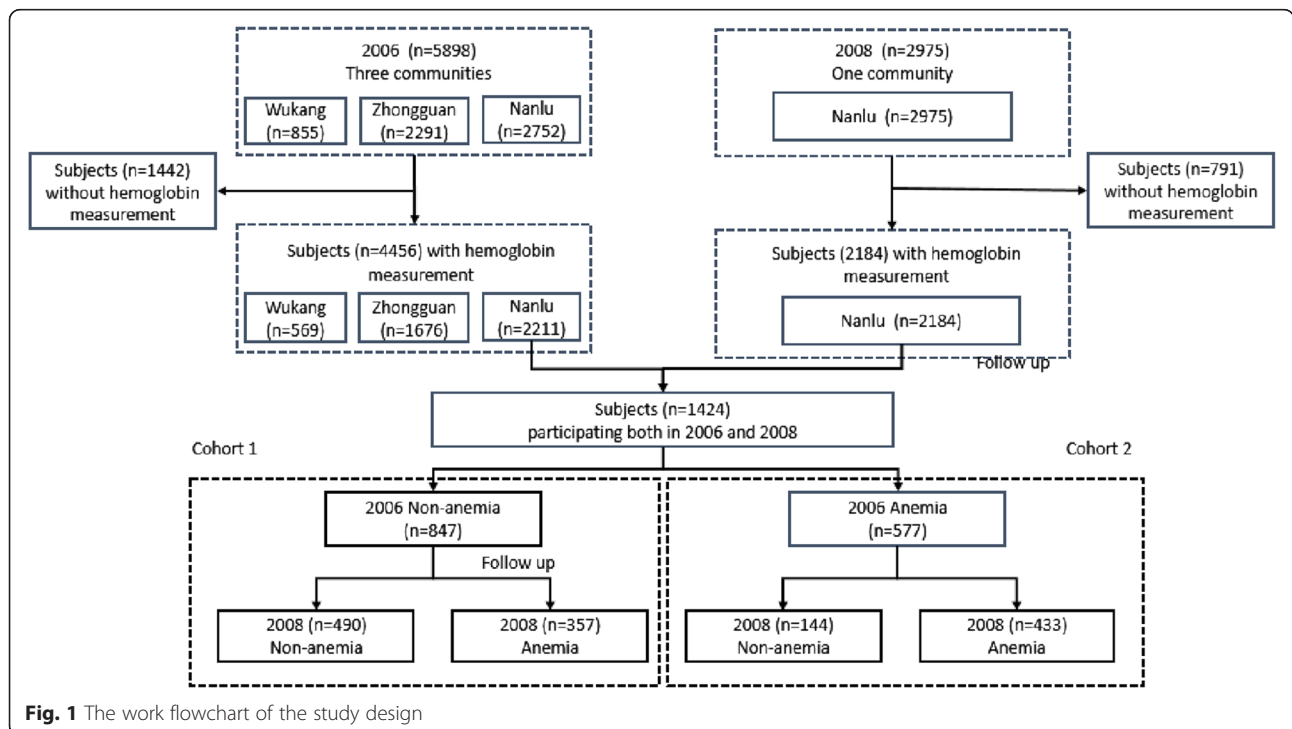 2006 (n=5898)
Three communities
Wukang
(n=855)
Zhongguan
(n=2291)
Nanlu
(n=2752)
2008 (n=2975)
One community
Nanlu (n=2975)
Subjects (n=1442)
without hemoglobin
measurement
Subjects (n=791)
without hemoglobin
measurement
Subjects (n=4456) with hemoglobin
measurement
Wukang
(n=569)
Zhongguan
(n=1676)
Nanlu
(n=2211)
Subjects (2184) with hemoglobin
measurement
Nanlu (n=2184)
Follow up
Subjects (n=1424)
participating both in 2006 and 2008
Cohort 1
Cohort 2
2006 Non-anemia
(n=847)
2006 Anemia
(n=577)
Follow up
2008 (n=490)
Non-anemia
2008 (n=357)
Anemia
2008 (n=144)
Non-anemia
2008 (n=433)
Anemia
Fig. 1 The work flowchart of the study design